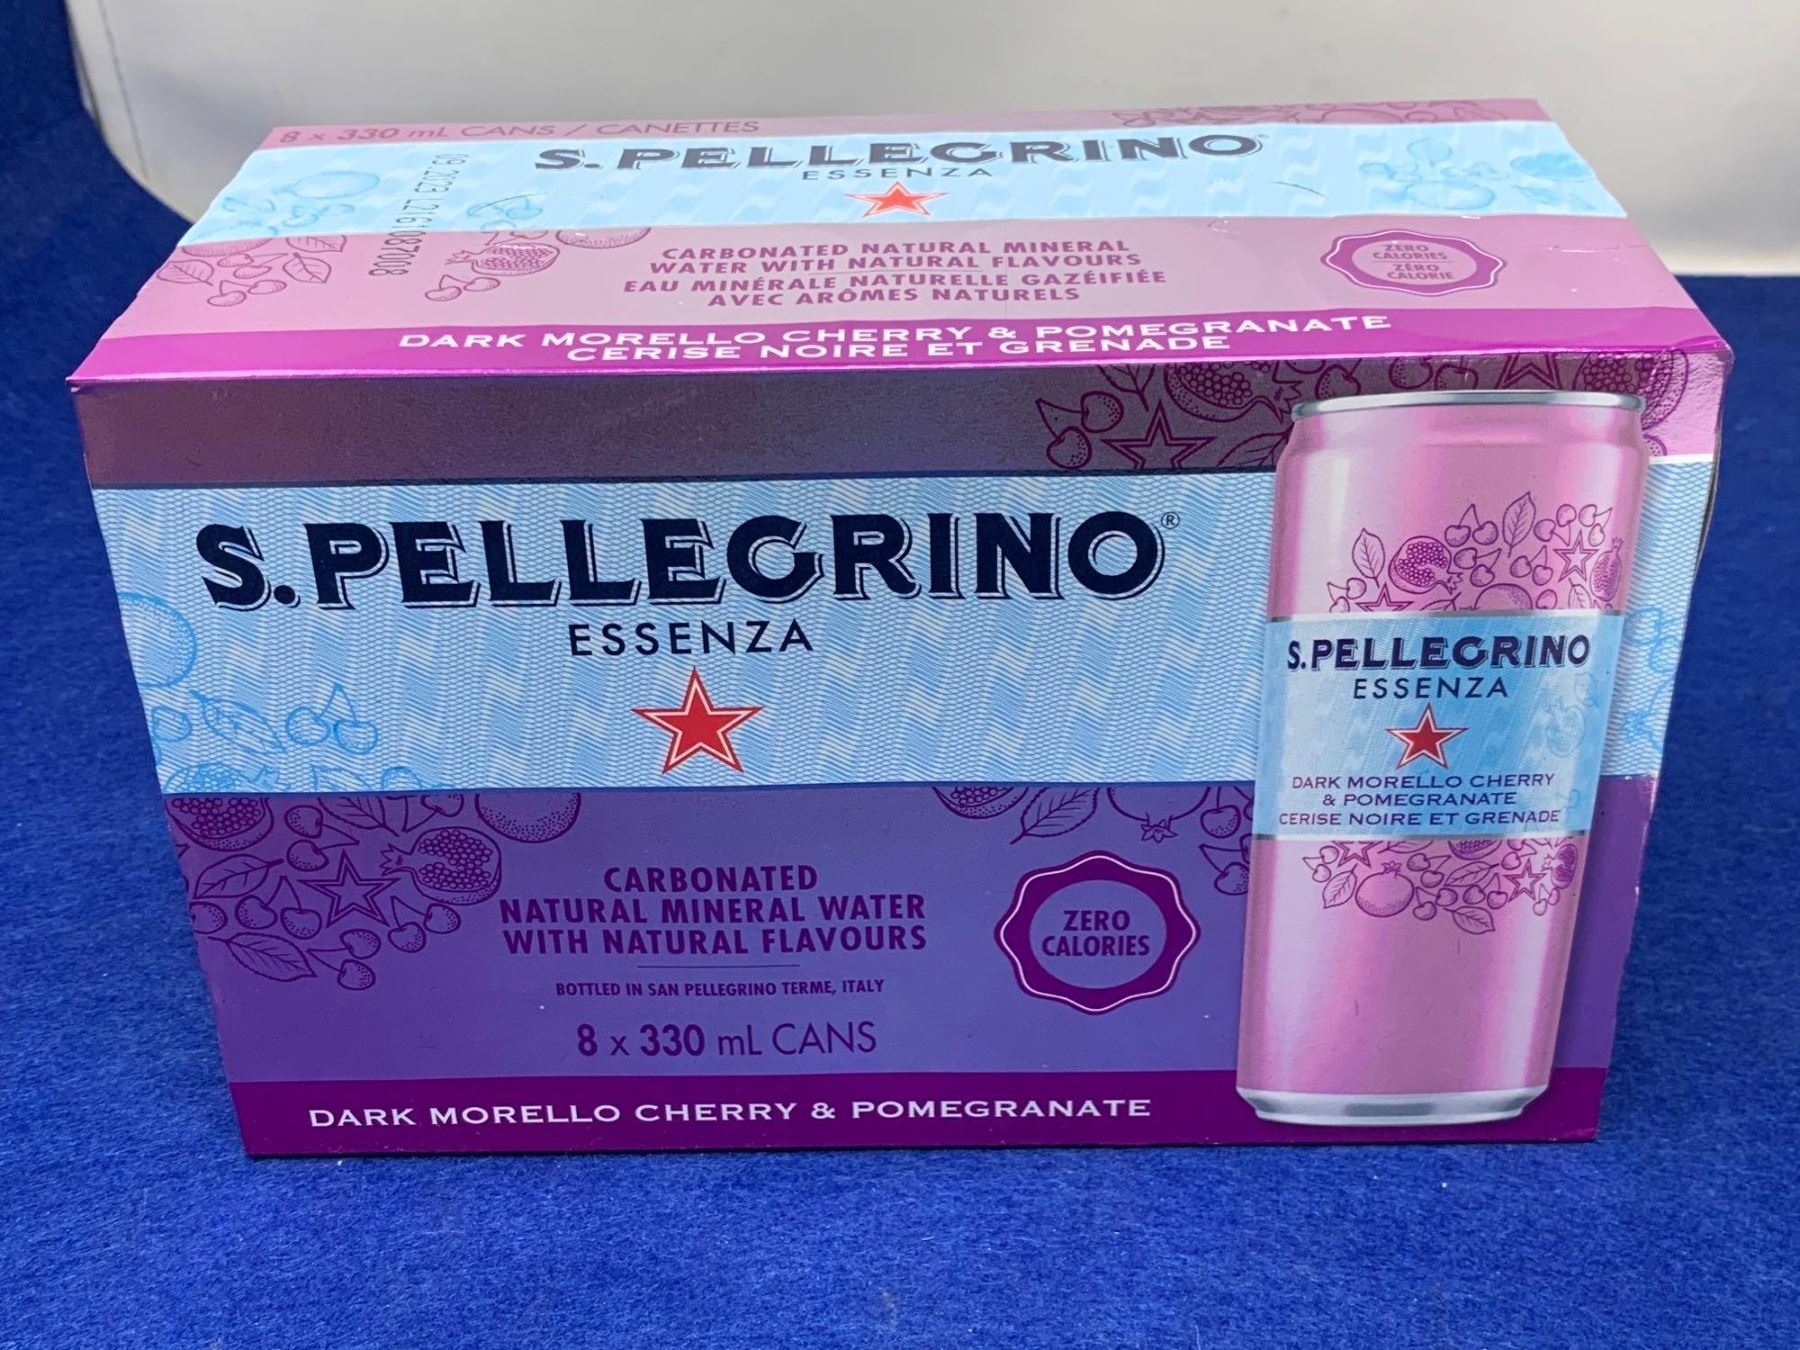 8 x 330 mL CANS / CANETTES
S.PELLEGRINO
ESSENZA
CARBONATED NATURAL MINERAL
WATER WITH NATURAL FLAVOURS
EAU MINÉRALE NATURELLE GAZÉIFIÉE
AVEC ARÔMES NATURELS
ZERO
CALORIES
ZÉRO
CALORIE
DARK MORELLO CHERRY & POMEGRANATE
CERISE NOIRE ET GRENADE
S.PELLEGRINO®
ESSENZA
CARBONATED
NATURAL MINERAL WATER
WITH NATURAL FLAVOURS
BOTTLED IN SAN PELLEGRINO TERME, ITALY
8 x 330 mL CANS
ZERO
CALORIES
DARK MORELLO CHERRY & POMEGRANATE
S.PELLEGRINO
ESSENZA
DARK MORELLO CHERRY
& POMEGRANATE
CERISE NOIRE ET GRENADE